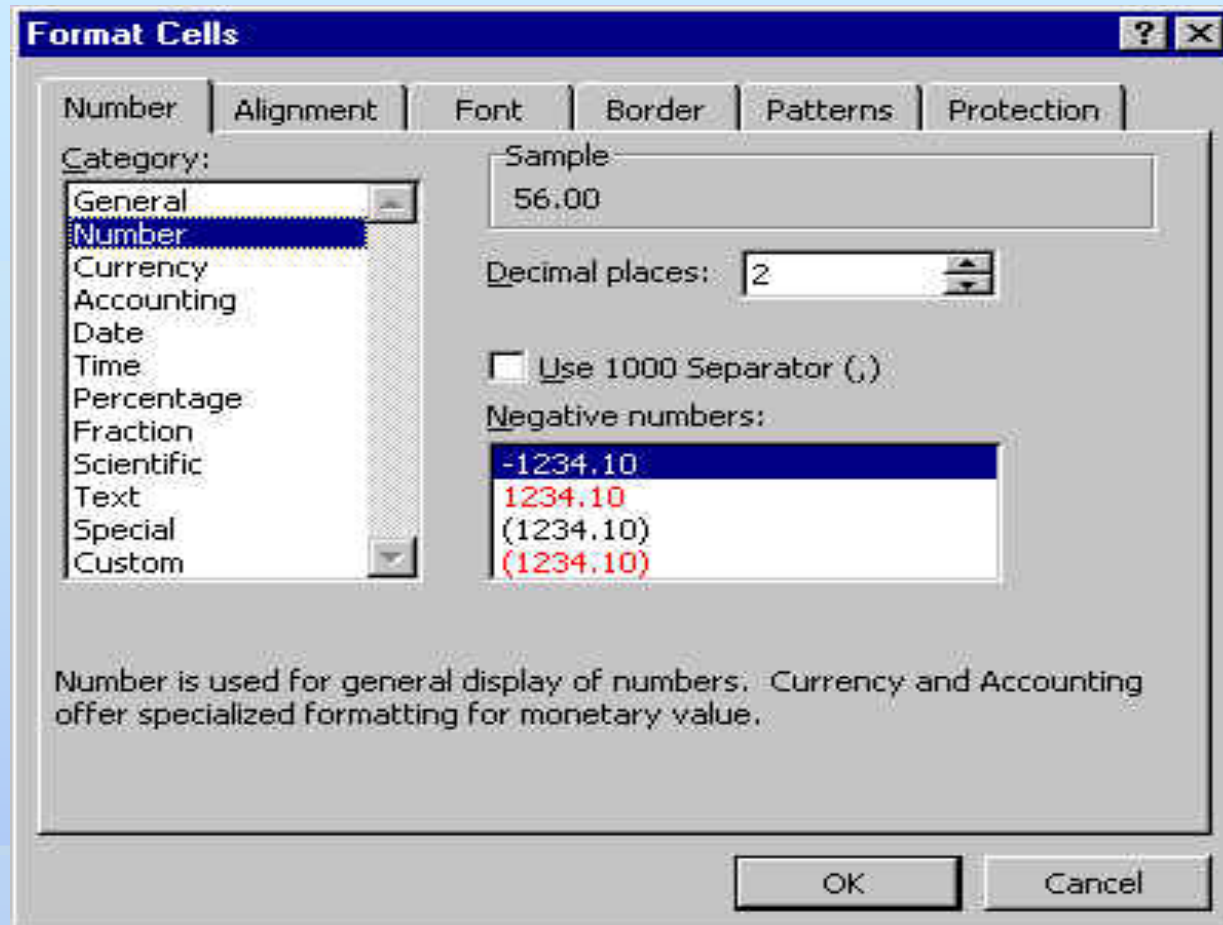 Format Cells
Number Alignment Font Border Patterns Protection
Category:
General
Number
Currency
Accounting
Date
Time
Percentage
Fraction
Scientific
Text
Special
Custom
Sample
56.00
Decimal places: 2
Use 1000 Separator (,)
Negative numbers:
-1234.10
1234.10
(1234.10)
(1234.10)
Number is used for general display of numbers. Currency and Accounting
offer specialized formatting for monetary value.
OK Cancel